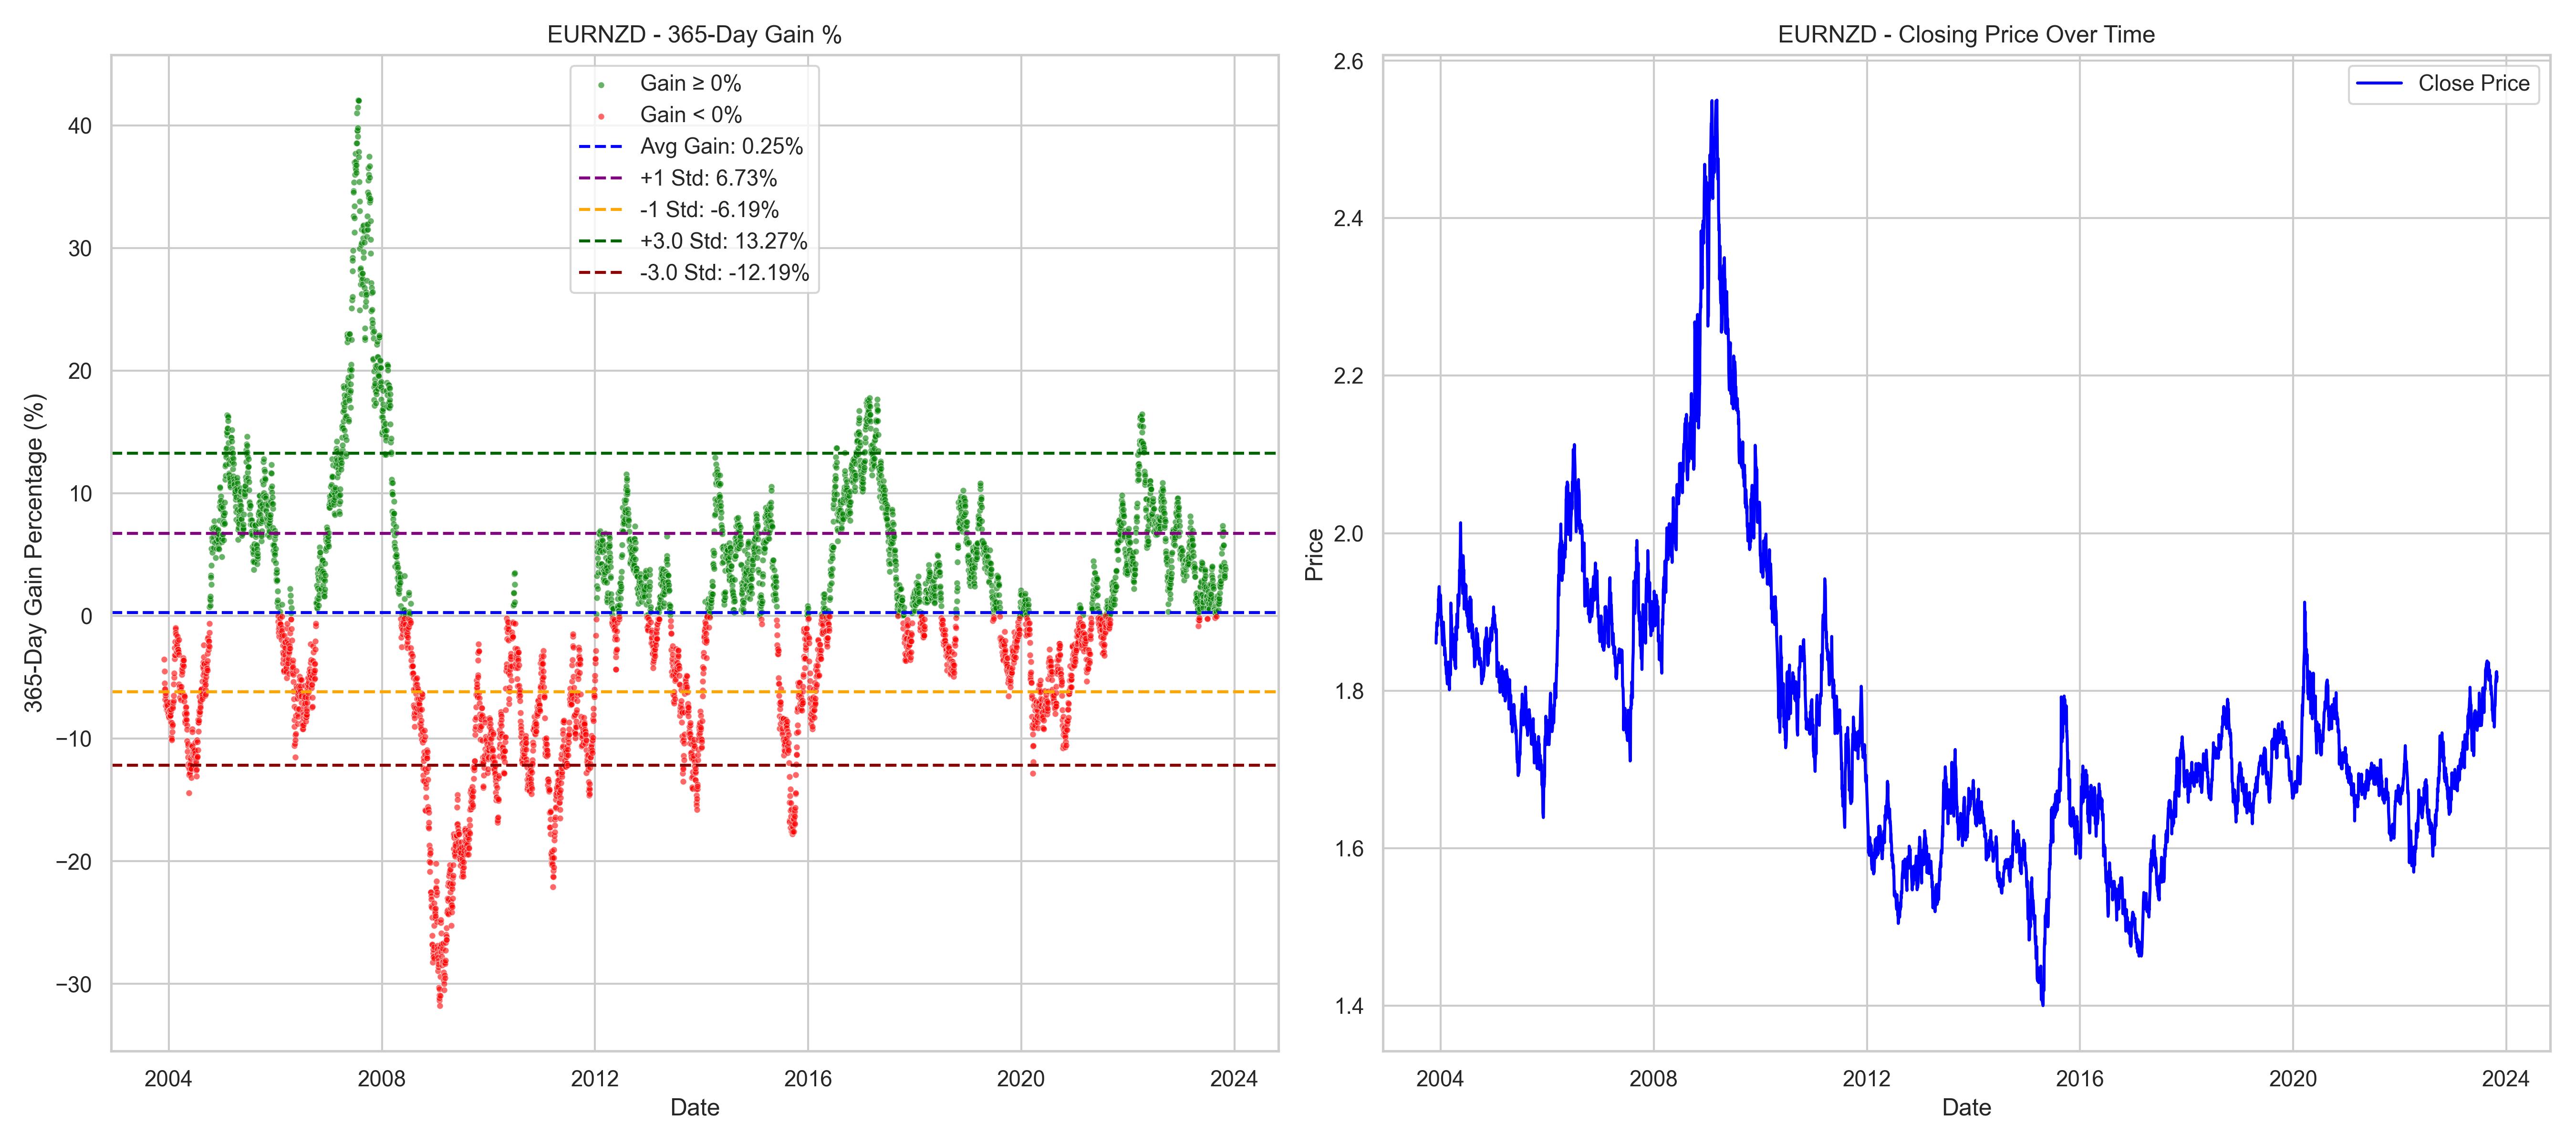 EURNZD - 365-Day Gain %
Gain ≥ 0%
Gain < 0%
Avg Gain: 0.25%
+1 Std: 6.73%
-1 Std: -6.19%
+3.0 Std: 13.27%
-3.0 Std: -12.19%
365-Day Gain Percentage (%)
40
30
20
10
0
−10
−20
−30
2004 2008 2012 2016 2020 2024
Date
EURNZD - Closing Price Over Time
Close Price
Price
2.6
2.4
2.2
2.0
1.8
1.6
1.4
2004 2008 2012 2016 2020 2024
Date